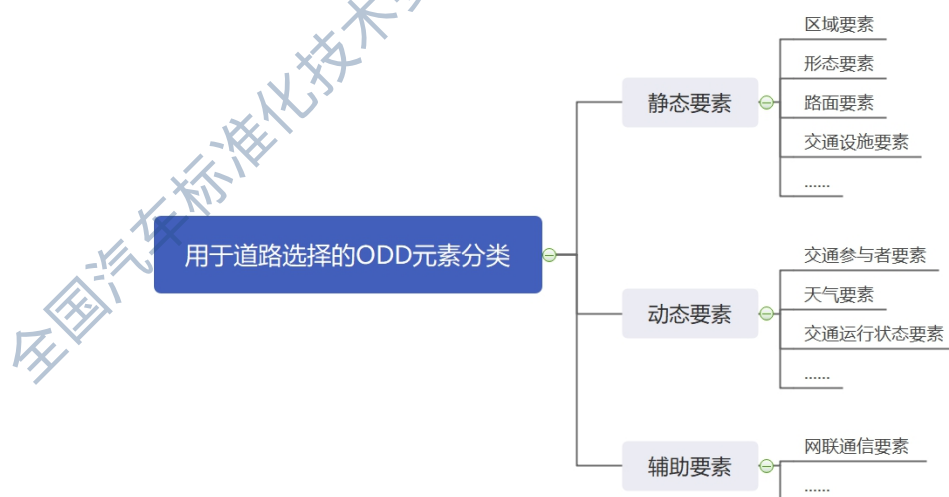 区域要素
形态要素
静态要素
路面要素
交通设施要素
......
用于道路选择的ODD元素分类
交通参与者要素
天气要素
动态要素
交通运行状态要素
......
网联通信要素
辅助要素
......
全国汽车标准化技术